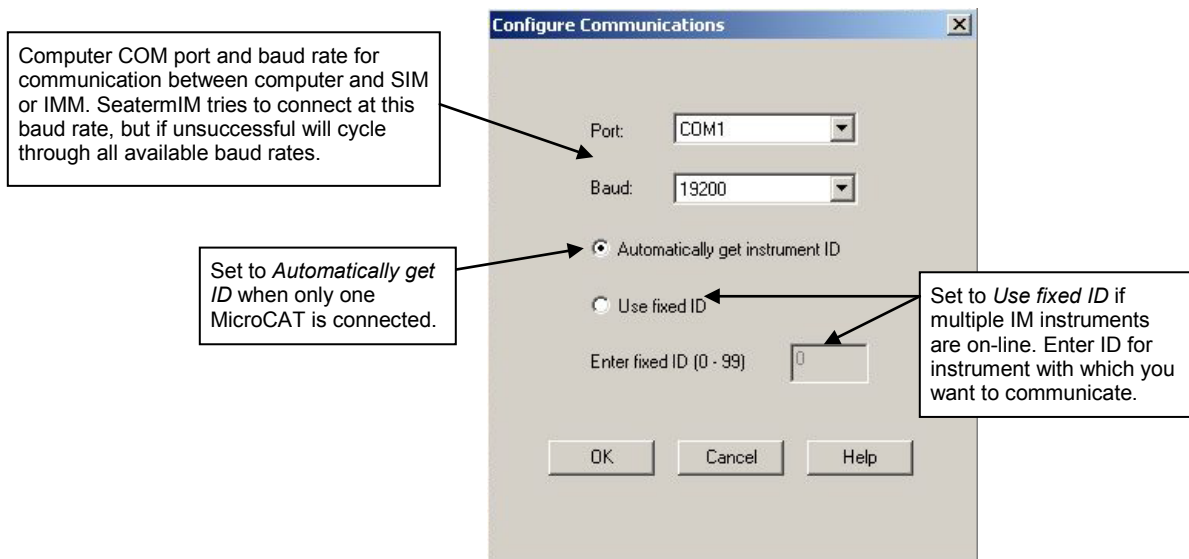 Configure Communications
Computer COM port and baud rate for
communication between computer and SIM
or IMM. SeatermIM tries to connect at this
baud rate, but if unsuccessful will cycle
through all available baud rates.
Port: COM1
Baud: 19200
Automatically get instrument ID
Set to Automatically get
ID when only one
MicroCAT is connected.
Use fixed ID
Enter fixed ID (0 - 99) 0
Set to Use fixed ID if
multiple IM instruments
are on-line. Enter ID for
instrument with which you
want to communicate.
OK Cancel Help